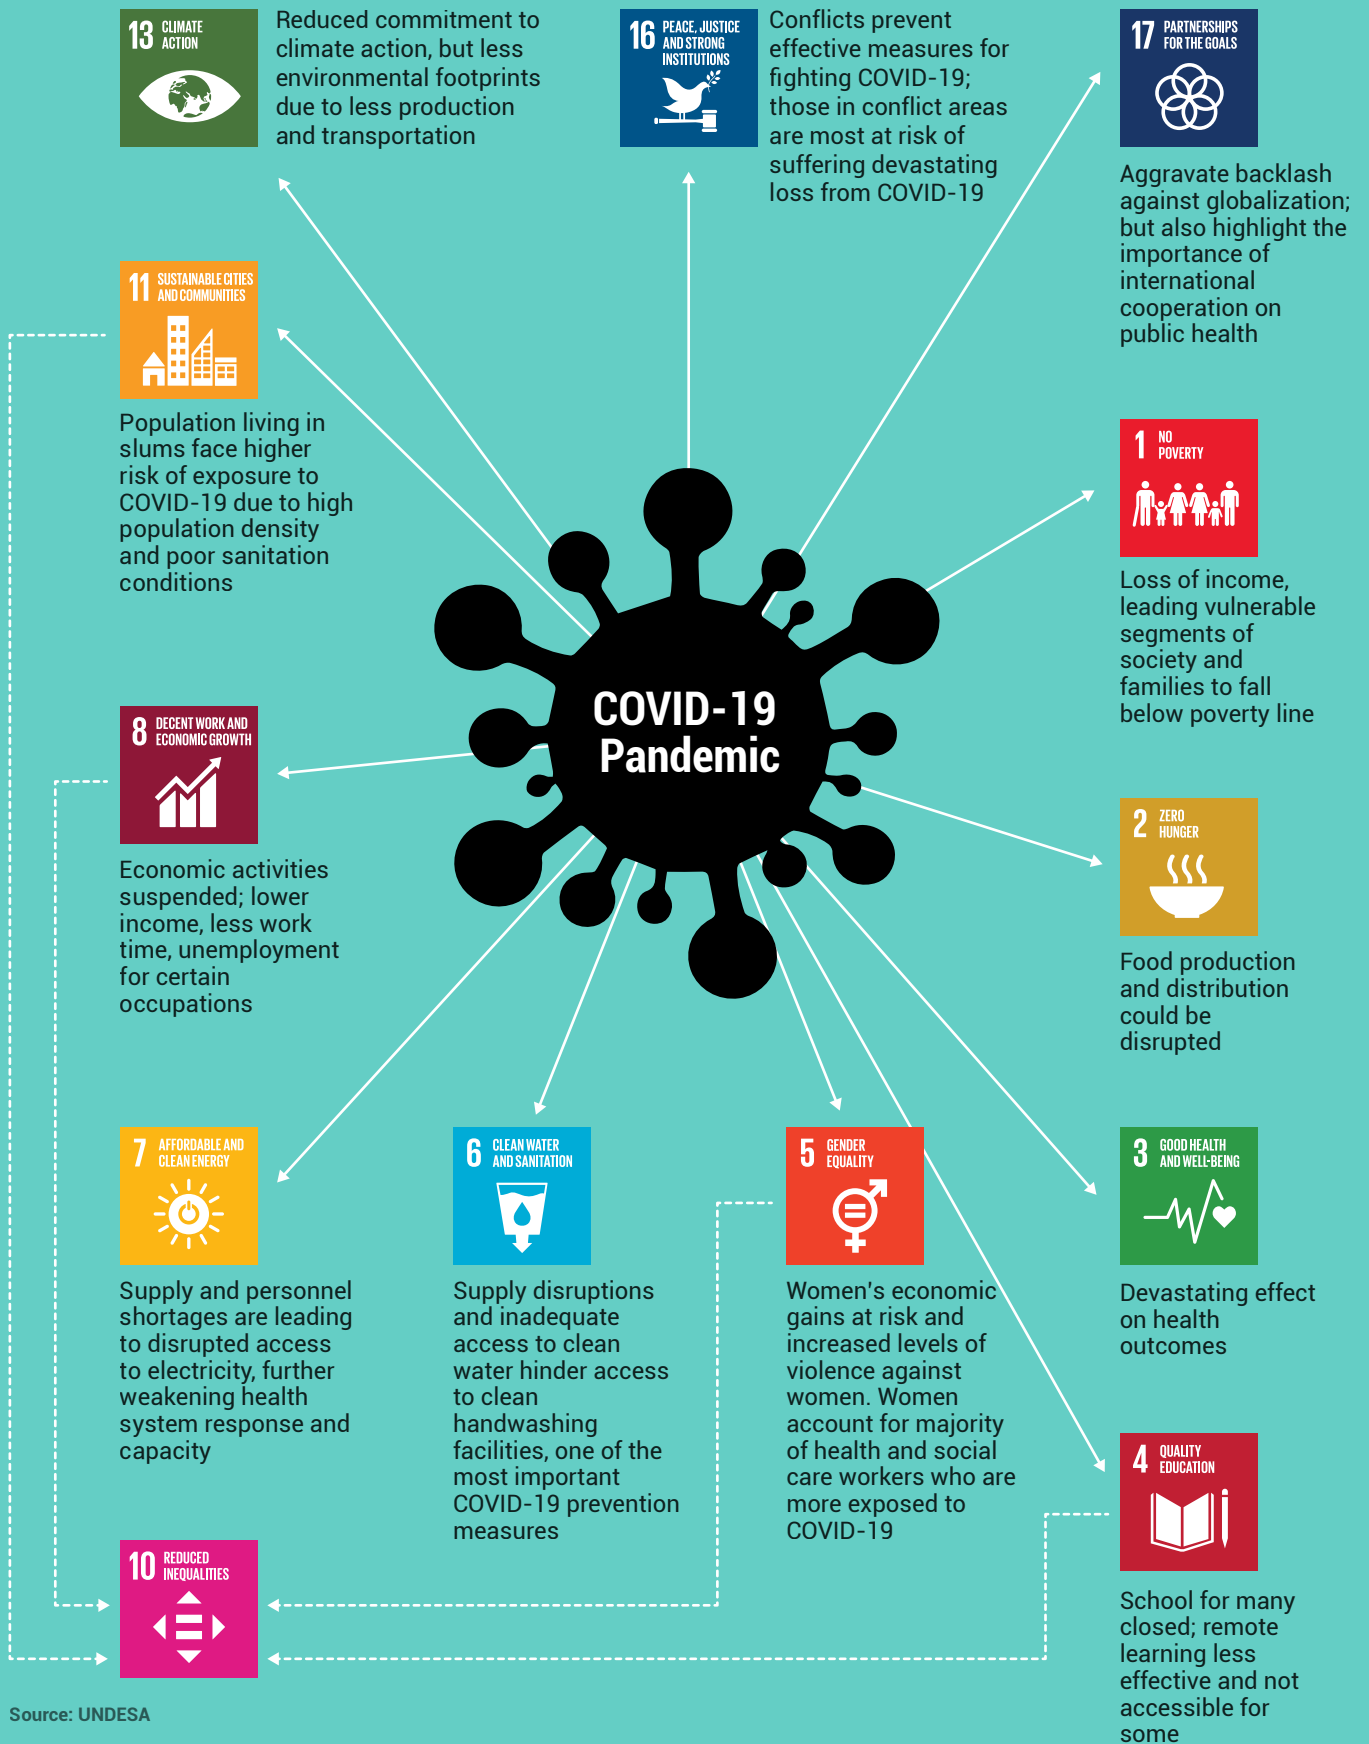 13 CLIMATE
ACTION
Reduced commitment to
climate action, but less
environmental footprints
due to less production
and transportation
16 PEACE, JUSTICE
AND STRONG
INSTITUTIONS
Conflicts prevent
effective measures for
fighting COVID-19;
those in conflict areas
are most at risk of
suffering devastating
loss from COVID-19
17 PARTNERSHIPS
FOR THE GOALS
Aggravate backlash
against globalization;
but also highlight the
importance of
international
cooperation on
public health
11 SUSTAINABLE CITIES
AND COMMUNITIES
Population living in
slums face higher
risk of exposure to
COVID-19 due to high
population density
and poor sanitation
conditions
1 NO
POVERTY
Loss of income,
leading vulnerable
segments of
society and
families to fall
below poverty line
COVID-19
Pandemic
8 DECENT WORK AND
ECONOMIC GROWTH
Economic activities
suspended; lower
income, less work
time, unemployment
for certain
occupations
2 ZERO
HUNGER
Food production
and distribution
could be
disrupted
7 AFFORDABLE AND
CLEAN ENERGY
Supply and personnel
shortages are leading
to disrupted access
to electricity, further
weakening health
system response and
capacity
6 CLEAN WATER
AND SANITATION
Supply disruptions
and inadequate
access to clean
water hinder access
to clean
handwashing
facilities, one of the
most important
COVID-19 prevention
measures
5 GENDER
EQUALITY
Women's economic
gains at risk and
increased levels of
violence against
women. Women
account for majority
of health and social
care workers who are
more exposed to
COVID-19
3 GOOD HEALTH
AND WELL-BEING
Devastating effect
on health
outcomes
4 QUALITY
EDUCATION
School for many
closed; remote
learning less
effective and not
accessible for
some
10 REDUCED
INEQUALITIES
Source: UNDESA